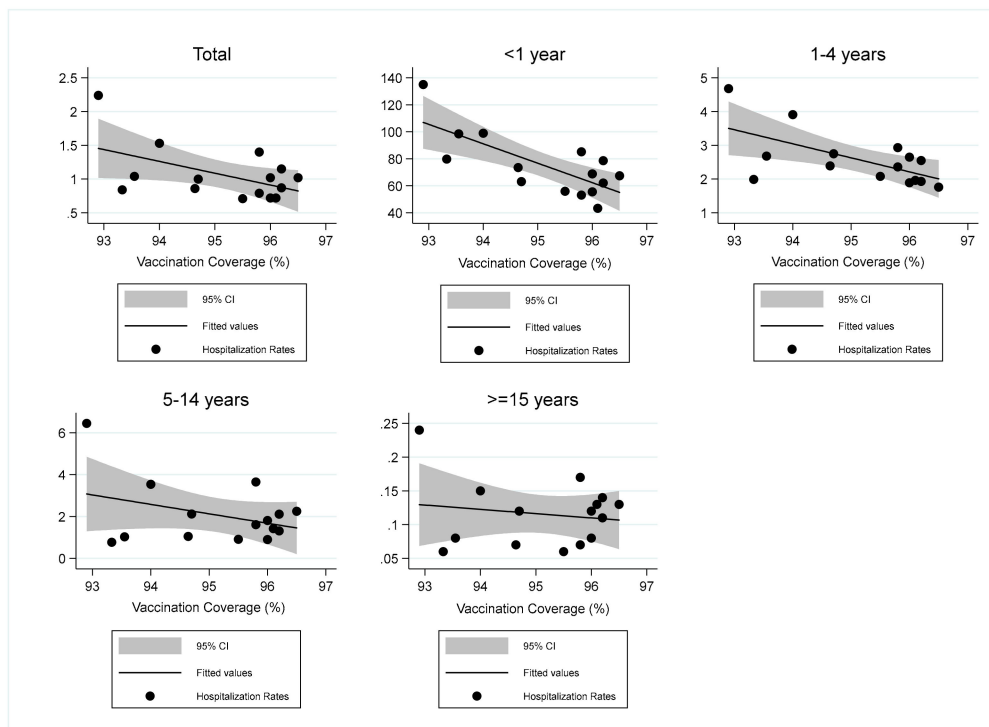 Total
2.5
2
1.5
1
.5
93 94 95 96 97
Vaccination Coverage (%)
95% CI
Fitted values
Hospitalization Rates
<1 year
140
120
100
80
60
40
93 94 95 96 97
Vaccination Coverage (%)
95% CI
Fitted values
Hospitalization Rates
1-4 years
5
4
3
2
1
93 94 95 96 97
Vaccination Coverage (%)
95% CI
Fitted values
Hospitalization Rates
5-14 years
6
4
2
0
93 94 95 96 97
Vaccination Coverage (%)
95% CI
Fitted values
Hospitalization Rates
>=15 years
.25
.2
.15
.1
.05
93 94 95 96 97
Vaccination Coverage (%)
95% CI
Fitted values
Hospitalization Rates